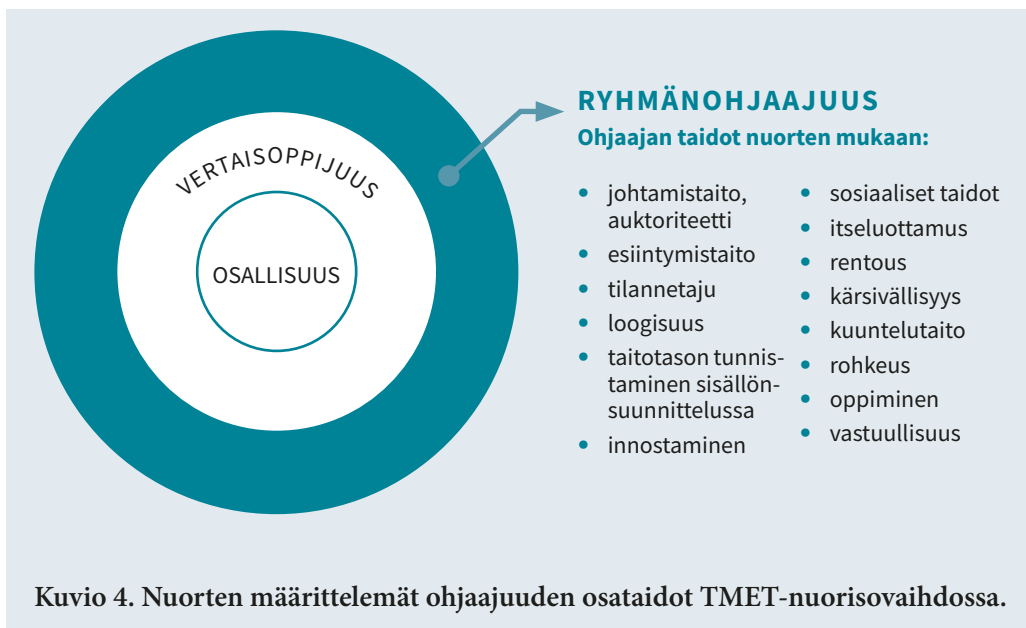 VERTAISOPPIJUUS
OSALLISUUS
RYHMÄNOHJAAJUUS
Ohjaajan taidot nuorten mukaan:
• johtamistaito,
auktoriteetti
• esiintymistaito
• tilannetaju
• loogisuus
• taitotason tunnis-
taminen sisällön-
suunnittelussa
• innostaminen
• sosiaaliset taidot
• itseluottamus
• rentous
• kärsivällisyys
• kuuntelutaito
• rohkeus
• oppiminen
• vastuullisuus
Kuvio 4. Nuorten määrittelemät ohjaajuuden osataidot TMET-nuorisovaihdossa.